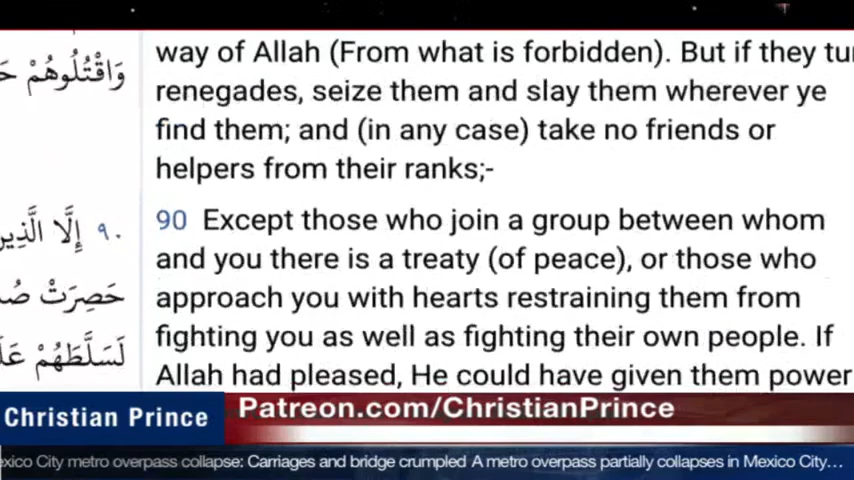 way of Allah (From what is forbidden). But if they tu
وَاقْتُلُوهُمْ
renegades, seize them and slay them wherever ye
find them; and (in any case) take no friends or
helpers from their ranks;-
90 Except those who join a group between whom
٩٠ إِلَّا الَّذِين
and you there is a treaty (of peace), or those who
approach you with hearts restraining them from
حَصِرَتْ صُ
fighting you as well as fighting their own people. If
لَسَلَّطَهُمْ عَلَ
Allah had pleased, He could have given them power
Christian Prince
Patreon.com/ChristianPrince
exico City metro overpass collapse: Carriages and bridge crumpled A metro overpass partially collapses in Mexico City...